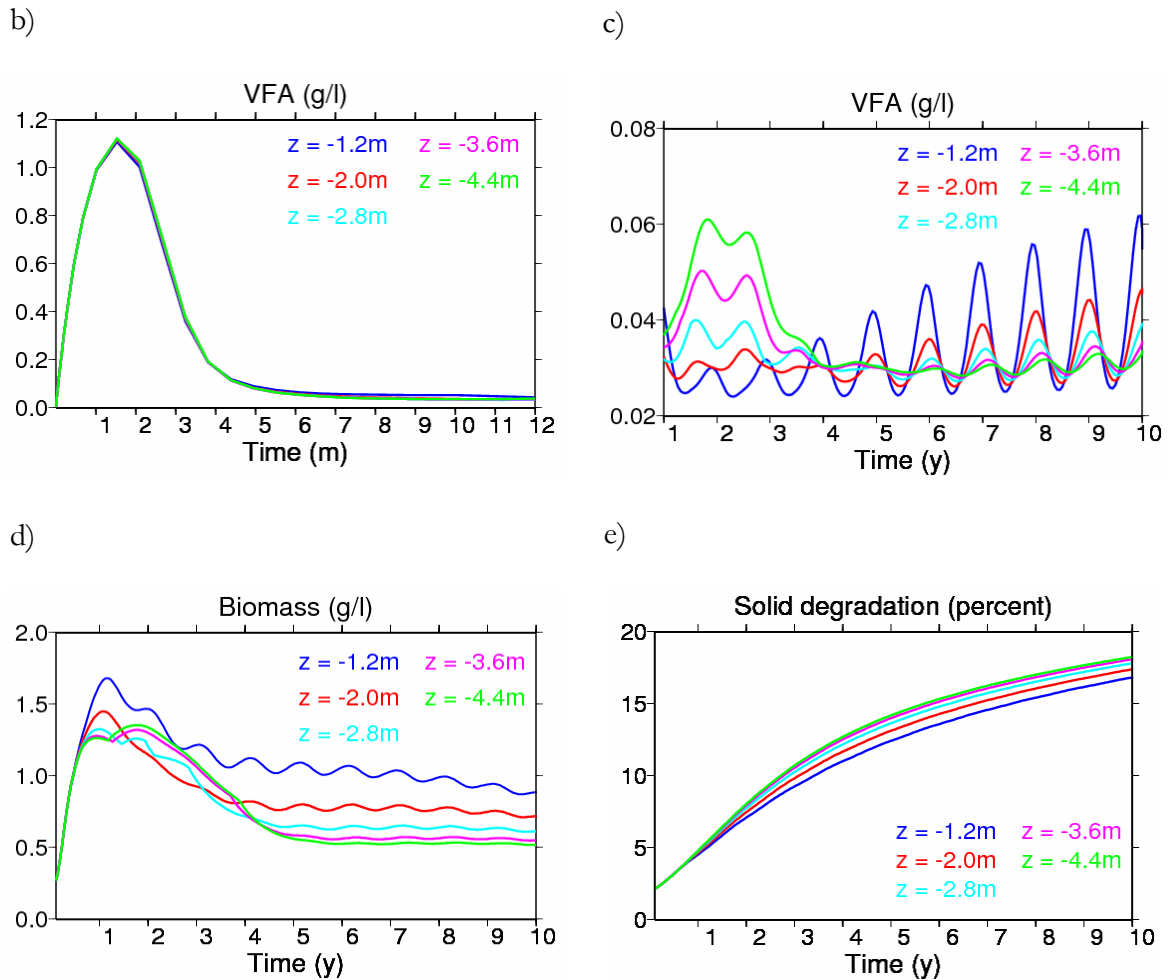 b)
VFA (g/l)
z = -1.2m z = -3.6m
z = -2.0m z = -4.4m
z = -2.8m
1.2
1.0
0.8
0.6
0.4
0.2
0.0
1 2 3 4 5 6 7 8 9 10 11 12
Time (m)
c)
VFA (g/l)
z = -1.2m z = -3.6m
z = -2.0m z = -4.4m
z = -2.8m
0.08
0.06
0.04
0.02
1 2 3 4 5 6 7 8 9 10
Time (y)
d)
Biomass (g/l)
z = -1.2m z = -3.6m
z = -2.0m z = -4.4m
z = -2.8m
2.0
1.5
1.0
0.5
0.0
1 2 3 4 5 6 7 8 9 10
Time (y)
e)
Solid degradation (percent)
20
15
10
5
0
z = -1.2m z = -3.6m
z = -2.0m z = -4.4m
z = -2.8m
1 2 3 4 5 6 7 8 9 10
Time (y)